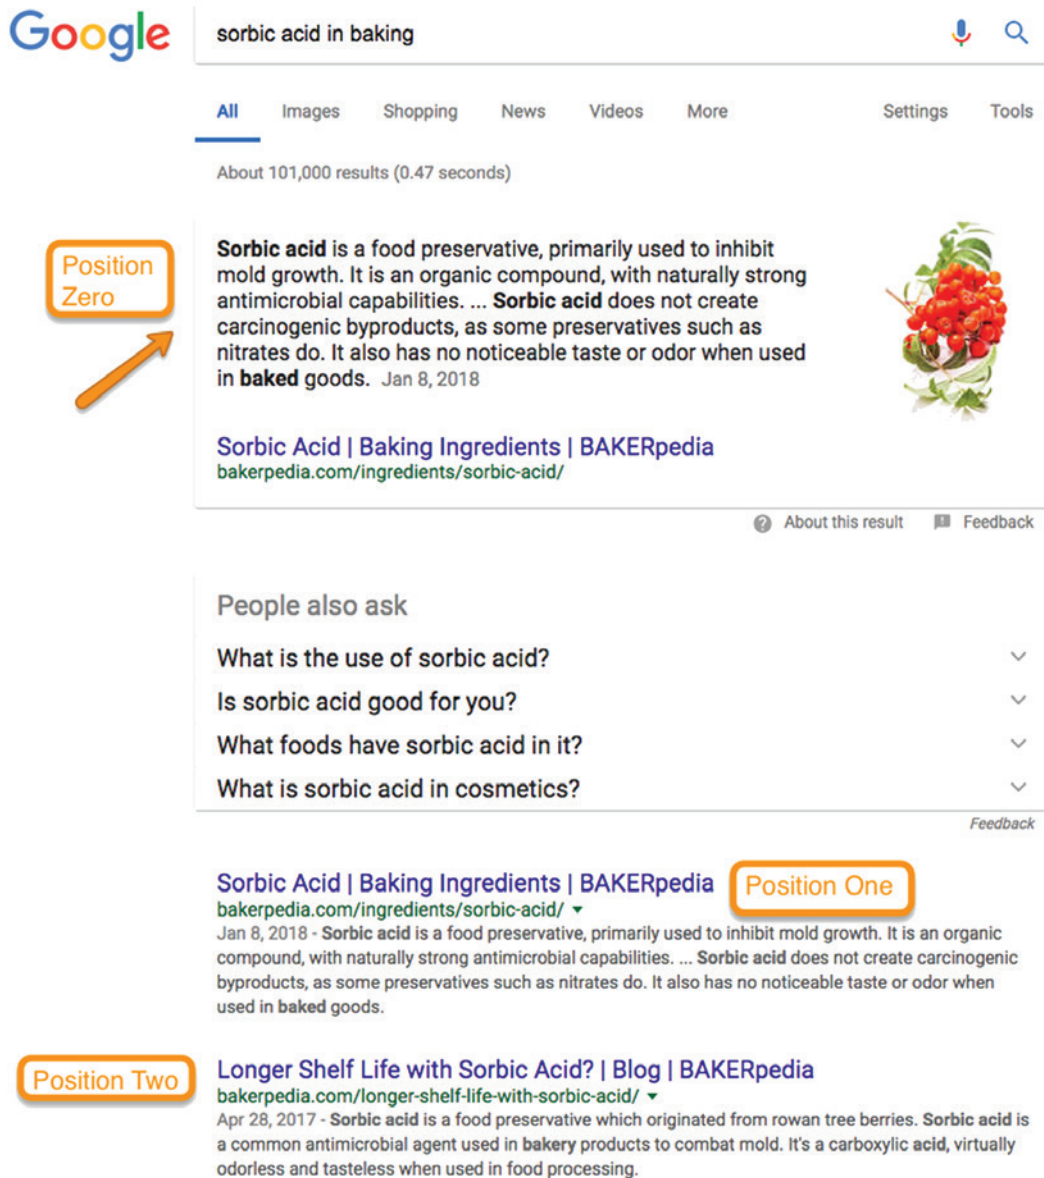 Google
sorbic acid in baking
All Images Shopping News Videos More Settings Tools
About 101,000 results (0.47 seconds)
Position
Zero
Sorbic acid is a food preservative, primarily used to inhibit
mold growth. It is an organic compound, with naturally strong
antimicrobial capabilities. ... Sorbic acid does not create
carcinogenic byproducts, as some preservatives such as
nitrates do. It also has no noticeable taste or odor when used
in baked goods. Jan 8, 2018
Sorbic Acid | Baking Ingredients | BAKERpedia
bakerpedia.com/ingredients/sorbic-acid/
About this result Feedback
People also ask
What is the use of sorbic acid?
Is sorbic acid good for you?
What foods have sorbic acid in it?
What is sorbic acid in cosmetics?
Feedback
Sorbic Acid | Baking Ingredients | BAKERpedia
Position One
bakerpedia.com/ingredients/sorbic-acid/
Jan 8, 2018 - Sorbic acid is a food preservative, primarily used to inhibit mold growth. It is an organic
compound, with naturally strong antimicrobial capabilities. ... Sorbic acid does not create carcinogenic
byproducts, as some preservatives such as nitrates do. It also has no noticeable taste or odor when
used in baked goods.
Position Two
Longer Shelf Life with Sorbic Acid? | Blog | BAKERpedia
bakerpedia.com/longer-shelf-life-with-sorbic-acid/
Apr 28, 2017 - Sorbic acid is a food preservative which originated from rowan tree berries. Sorbic acid is
a common antimicrobial agent used in bakery products to combat mold. It's a carboxylic acid, virtually
odorless and tasteless when used in food processing.